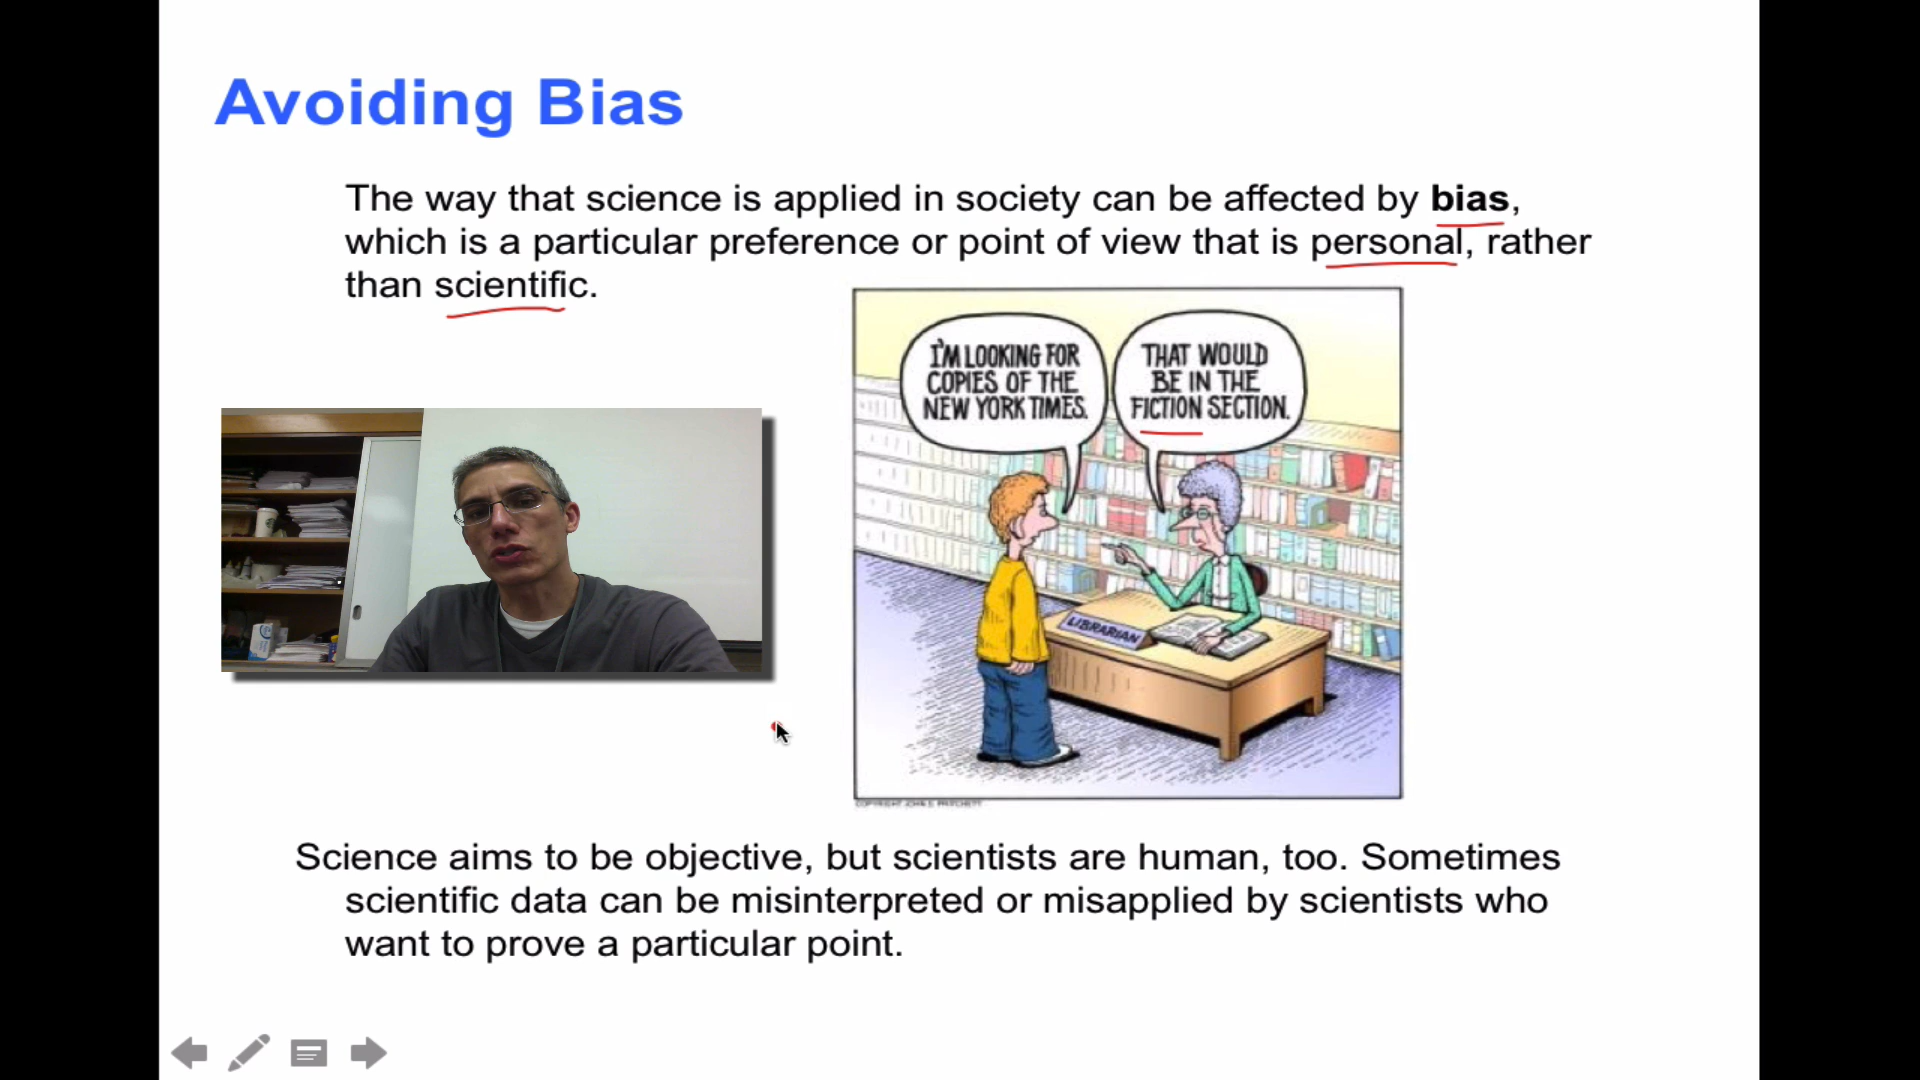 Avoiding Bias
The way that science is applied in society can be affected by bias,
which is a particular preference or point of view that is personal, rather
than scientific.
I'M LOOKING FOR
COPIES OF THE
NEW YORK TIMES.
THAT WOULD
BE IN THE
FICTION SECTION.
LIBRARIAN
COPYRIGHT JOHN S. PRITCHETT
Science aims to be objective, but scientists are human, too. Sometimes
scientific data can be misinterpreted or misapplied by scientists who
want to prove a particular point.